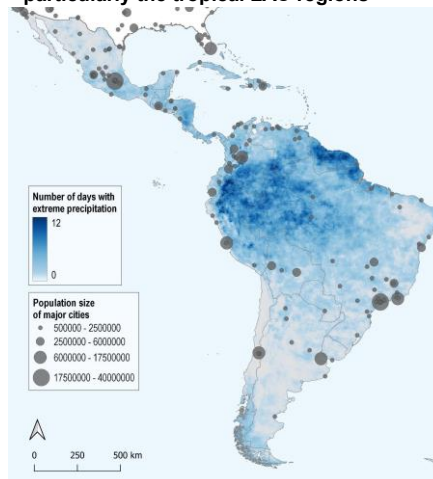 particularly the tropical LAC regions
Number of days with
extreme precipitation
12
0
Population size
of major cities
500000 - 2500000
2500000 - 6000000
6000000 - 17500000
17500000 - 40000000
0 250 500 km